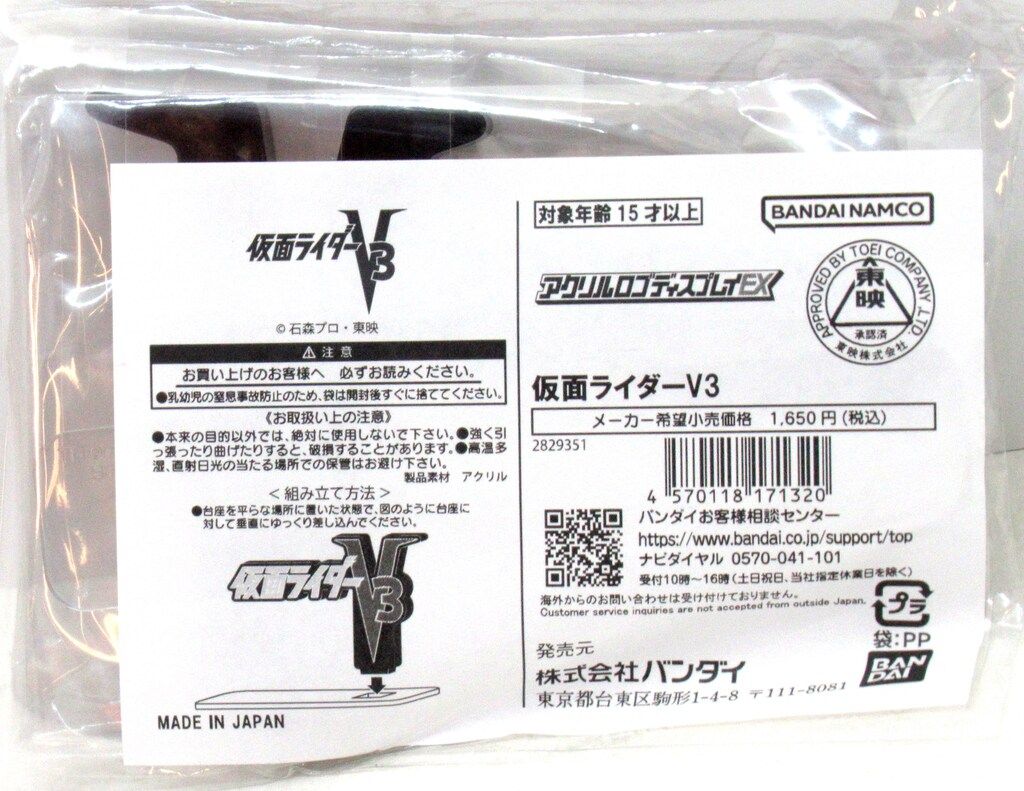 仮面ライダーV3
©石森プロ・東映
⚠注意
お買い上げのお客様へ 必ずお読みください。
●乳幼児の窒息事故防止のため、袋は開封後すぐに捨ててください。
《お取扱い上の注意》
●本来の目的以外では、絶対に使用しないで下さい。●強く引
っ張ったり曲げたりすると、破損することがあります。●高温多
湿、直射日光の当たる場所での保管はお避け下さい。
製品素材 アクリル
＜組み立て方法＞
●台座を平らな場所に置いた状態で、図のように台座に
対して垂直にゆっくり差し込んでください。
仮面ライダーV3
MADE IN JAPAN
対象年齢15才以上
BANDAI NAMCO
アクリルロゴディスプレイEX
APPROVED BY TOEI COMPANY,LTD.
東映
承認済
東映株式会社
仮面ライダーV3
メーカー希望小売価格 1,650円(税込)
2829351
4 570118 171320
バンダイお客様相談センター
https://www.bandai.co.jp/support/top
ナビダイヤル 0570-041-101
受付10時～16時(土日祝日、当社指定休業日を除く)
海外からのお問い合わせは受け付けておりません。
Customer service inquiries are not accepted from outside Japan.
プラ
袋:PP
発売元
株式会社バンダイ
BANDAI
東京都台東区駒形1-4-8 〒111-8081